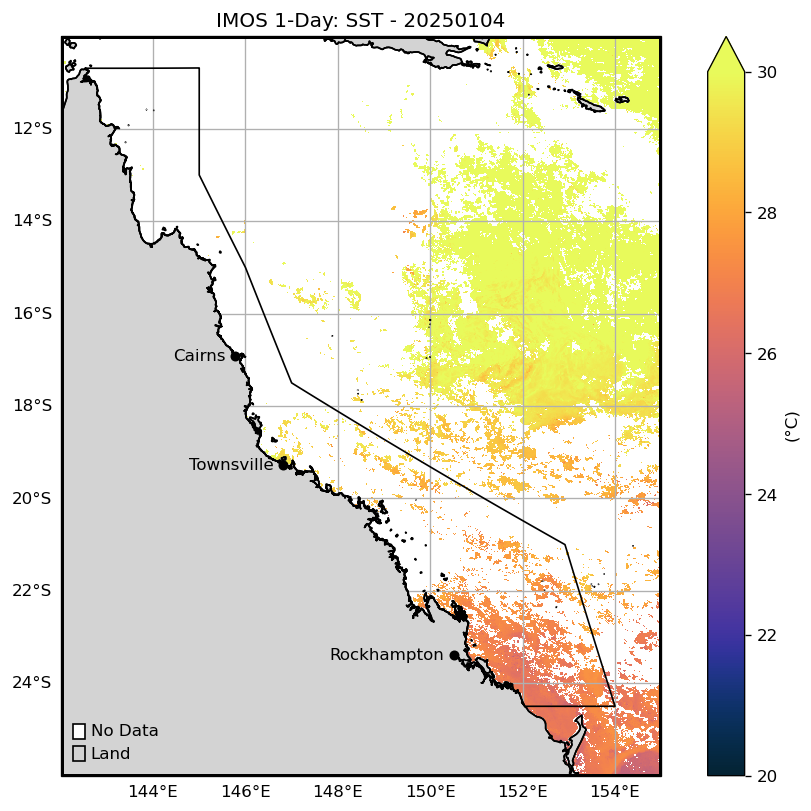 IMOS 1-Day: SST - 20250104
30
12°S
28
14°S
16°S
26
Cairns
18°S
(°C)
Townsville
20°S
24
22°S
22
Rockhampton
24°S
No Data
Land
20
144°E 146°E 148°E 150°E 152°E 154°E